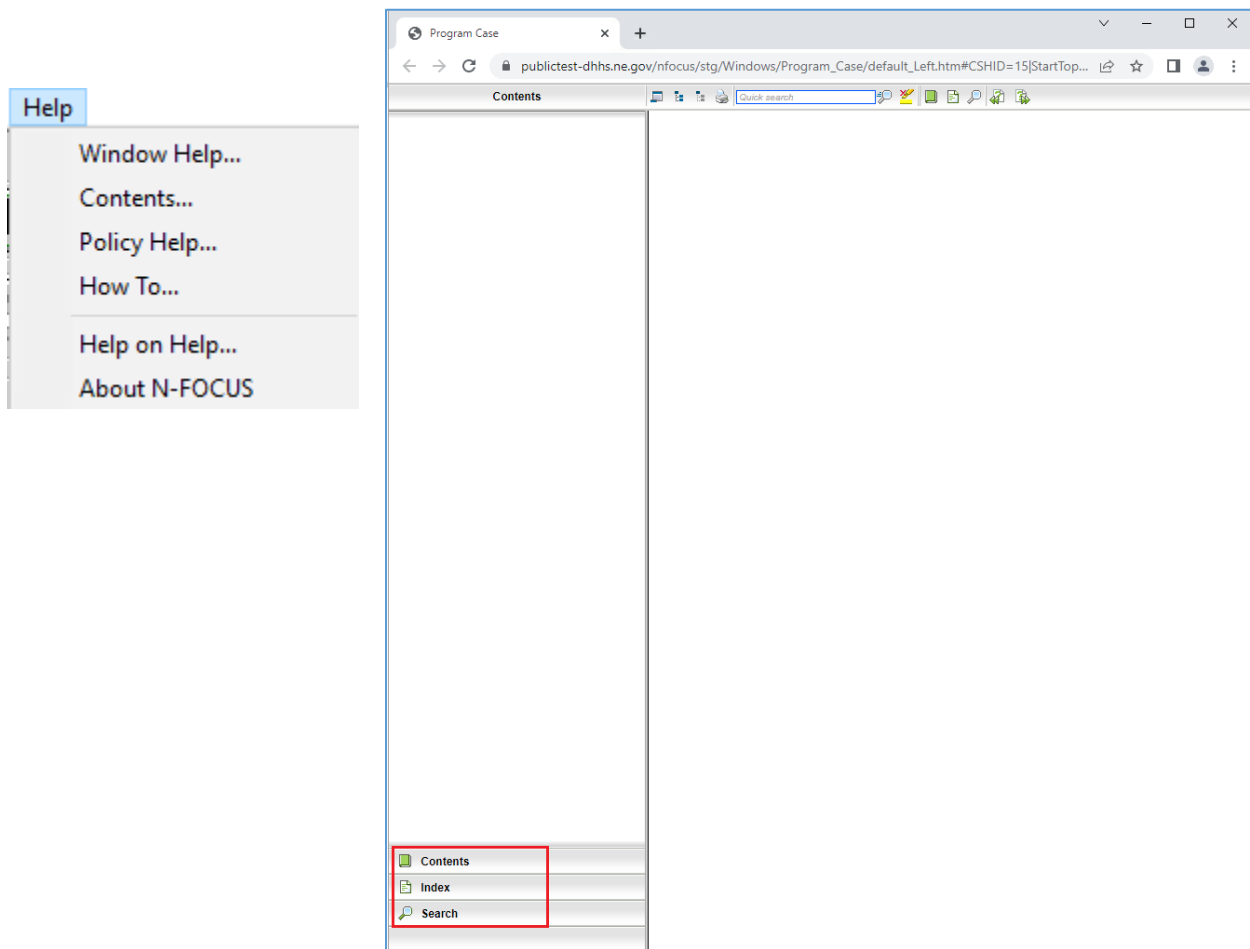 Help
Window Help...
Contents...
Policy Help...
How To...
Help on Help...
About N-FOCUS
Program Case
publictest-dhhs.ne.gov/nfocus/stg/Windows/Program_Case/default_Left.htm#CSHID=15|StartTop...
Contents
Quick search
Contents
Index
Search